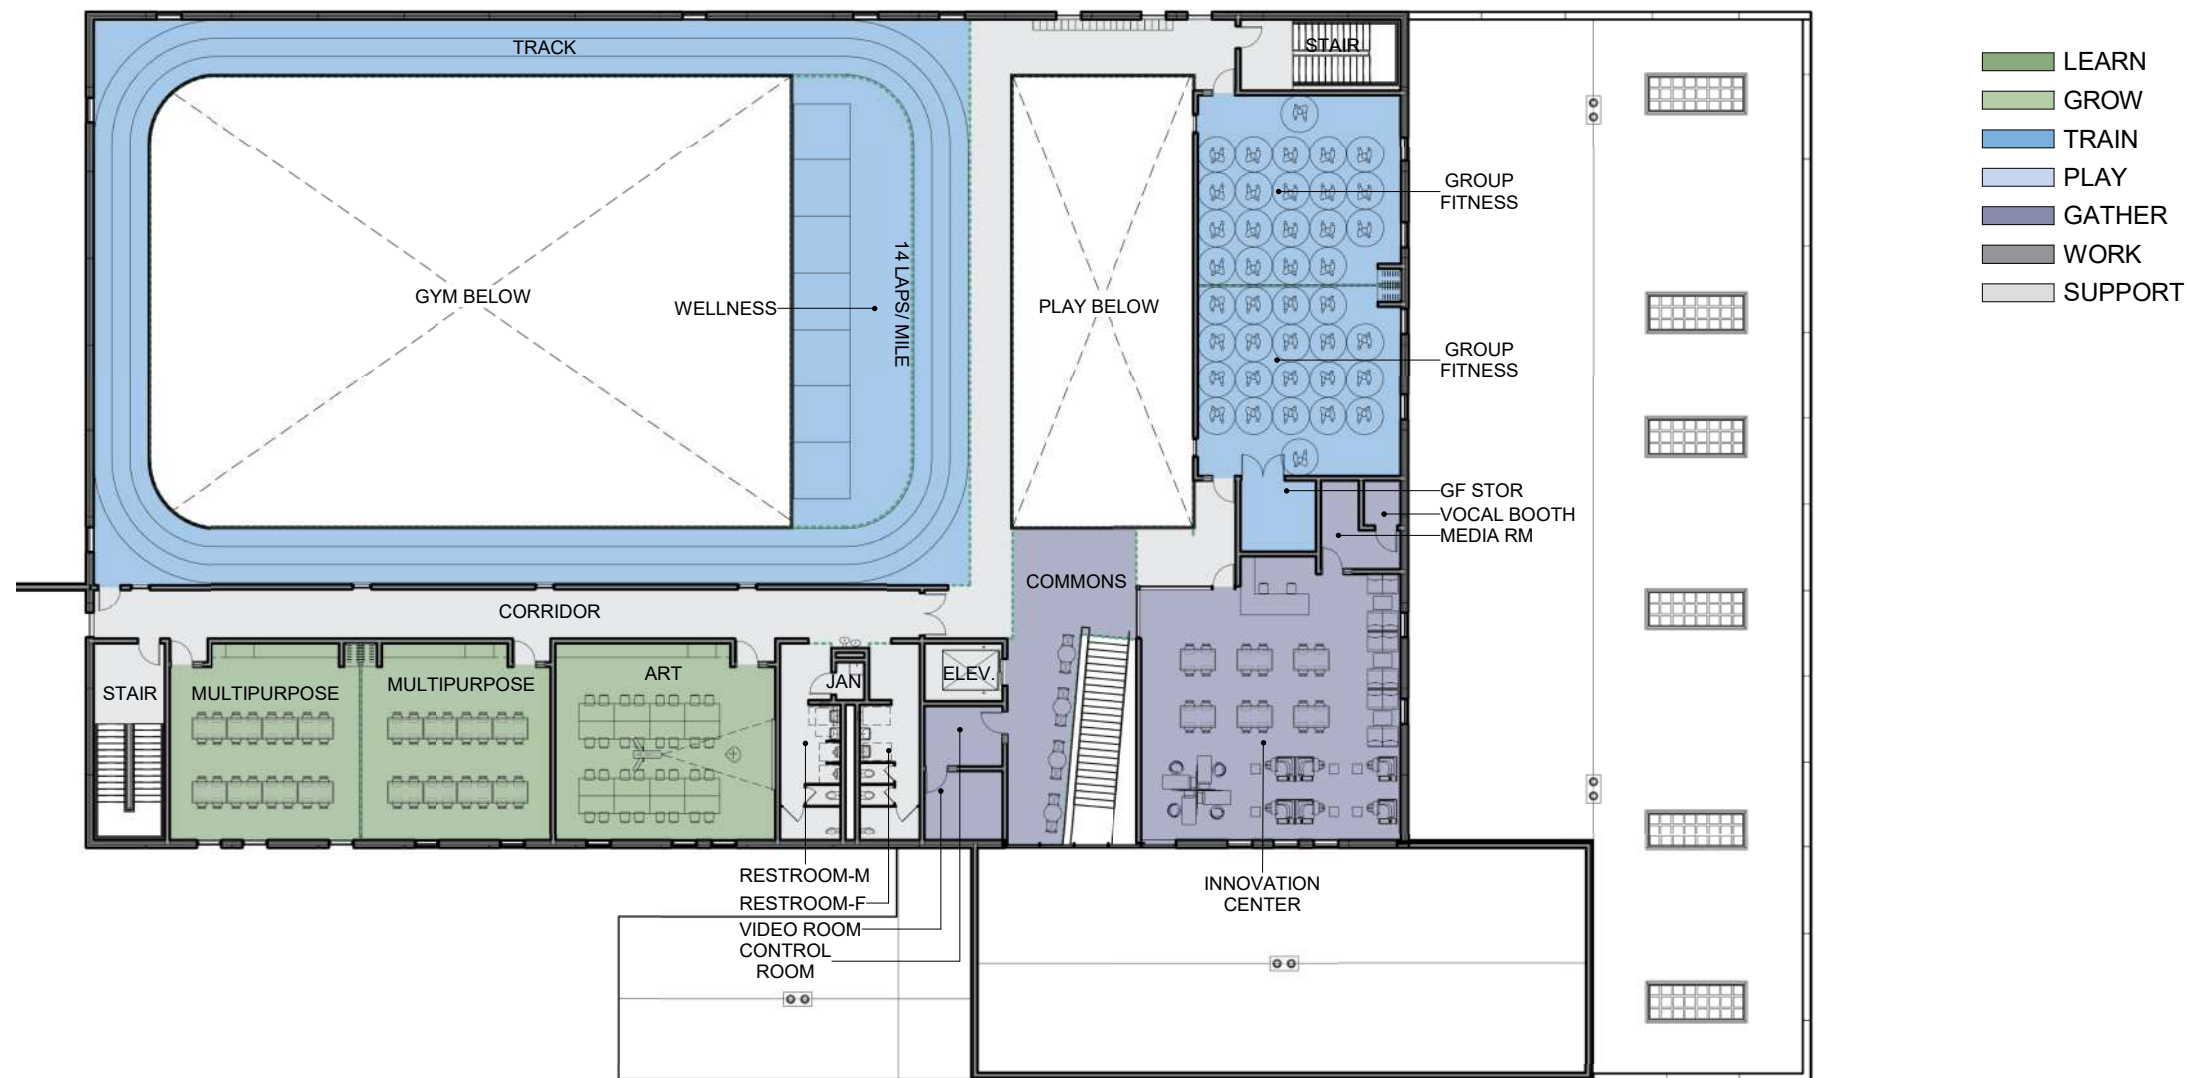 TRACK
STAIR
LEARN
GROW
TRAIN
PLAY
GATHER
WORK
SUPPORT
GROUP
FITNESS
GYM BELOW
WELLNESS
14 LAPS/ MILE
PLAY BELOW
GROUP
FITNESS
GF STOR
VOCAL BOOTH
MEDIA RM
COMMONS
CORRIDOR
STAIR
MULTIPURPOSE
MULTIPURPOSE
ART
JAN
ELEV.
RESTROOM-M
RESTROOM-F
VIDEO ROOM
CONTROL
ROOM
INNOVATION
CENTER